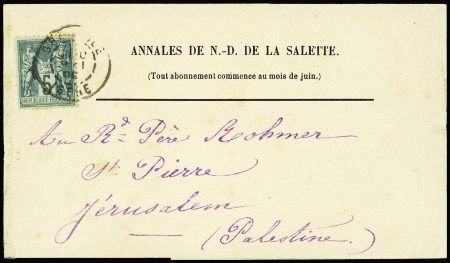 ANNALES DE N.-D. DE LA SALETTE.
(Tout abonnement commence au mois de juin.)
Au Rd Père Rohmer
St Pierre
Jérusalem
(Palestine)
5